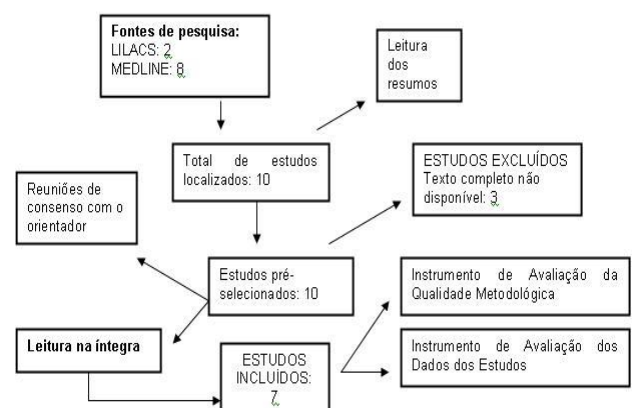 Fontes de pesquisa:
LILACS: 2
MEDLINE: 8
Leitura
dos
resumos
Total de estudos
localizados: 10
ESTUDOS EXCLUÍDOS
Texto completo não
disponível: 3
Reuniões de
consenso com o
orientador
Estudos pré-
selecionados: 10
Instrumento de Avaliação da
Qualidade Metodológica
Leitura na íntegra
ESTUDOS
INCLUÍDOS:
7
Instrumento de Avaliação dos
Dados dos Estudos